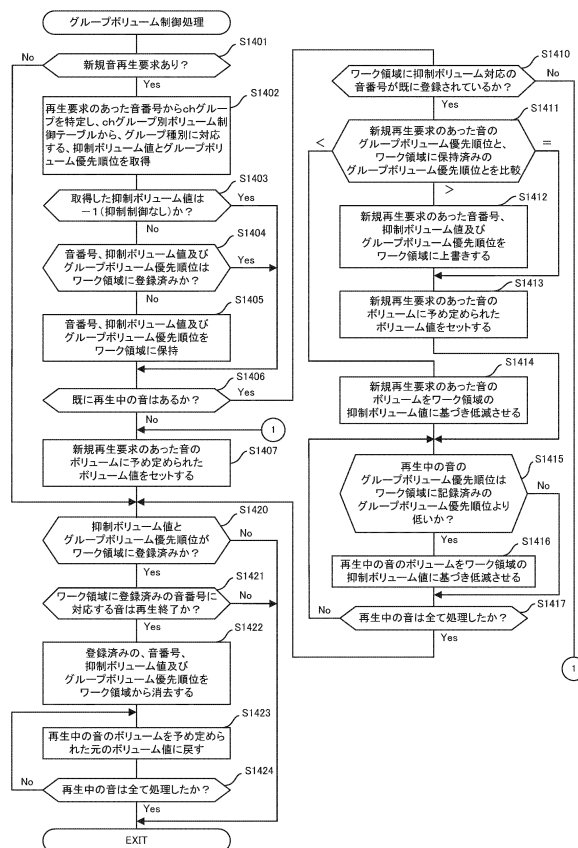 グループボリューム制御処理
S1401
新規音再生要求あり？
No
Yes
S1402
再生要求のあった音番号からchグルー
プを特定し、chグループ別ボリューム制
御テーブルから、グループ種別に対応
する、抑制ボリューム値とグループボリ
ューム優先順位を取得
S1403
取得した抑制ボリューム値は
－1(抑制制御なし)か？
Yes
No
S1404
音番号、抑制ボリューム値及び
グループボリューム優先順位は
ワーク領域に登録済みか？
Yes
No
S1405
音番号、抑制ボリューム値及び
グループボリューム優先順位を
ワーク領域に保持
S1406
既に再生中の音はあるか？
Yes
No
1
S1407
新規再生要求のあった音の
ボリュームに予め定められた
ボリューム値をセットする
S1420
抑制ボリューム値と
グループボリューム優先順位が
ワーク領域に登録済みか？
No
Yes
S1421
ワーク領域に登録済みの音番号に
対応する音は再生終了か？
No
Yes
S1422
登録済みの、音番号、
抑制ボリューム値及び
グループボリューム優先順位を
ワーク領域から消去する
S1423
再生中の音のボリュームを予め定めら
れた元のボリューム値に戻す
S1424
再生中の音は全て処理したか？
No
Yes
EXIT
S1410
ワーク領域に抑制ボリューム対応の
音番号が既に登録されているか？
No
Yes
S1411
新規再生要求のあった音の
グループボリューム優先順位と、
ワーク領域に保持済みの
グループボリューム優先順位とを比較
<
=
>
S1412
新規再生要求のあった音番号、
抑制ボリューム値及び
グループボリューム優先順位を
ワーク領域に上書きする
S1413
新規再生要求のあった音の
ボリュームに予め定められた
ボリューム値をセットする
S1414
新規再生要求のあった音の
ボリュームをワーク領域の
抑制ボリューム値に基づき低減させる
S1415
再生中の音の
グループボリューム優先順位は
ワーク領域に記録済みの
グループボリューム優先順位より
低いか？
No
Yes
S1416
再生中の音のボリュームをワーク領域の
抑制ボリューム値に基づき低減させる
S1417
再生中の音は全て処理したか？
No
Yes
1